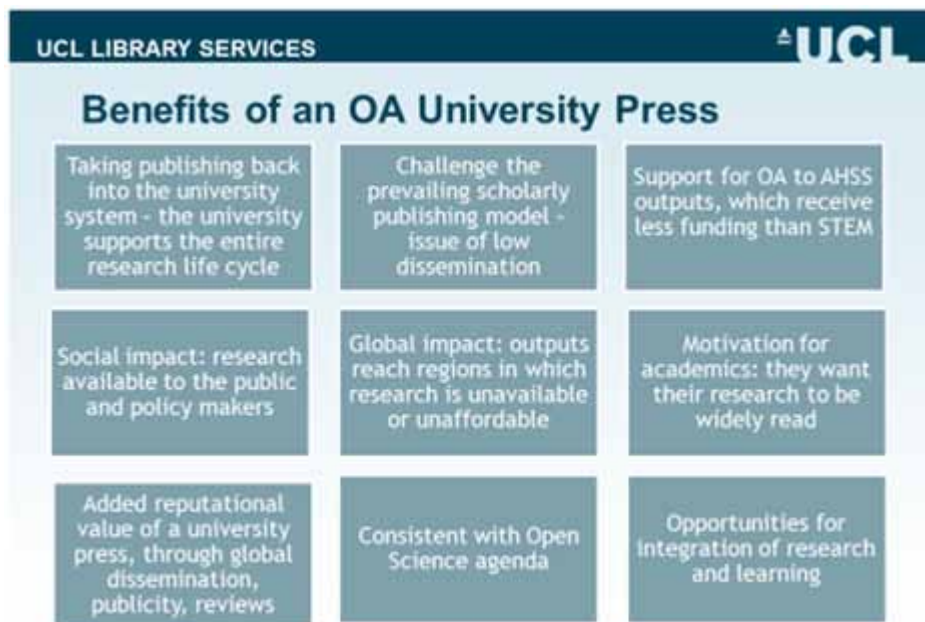 UCL LIBRARY SERVICES
UCL
Benefits of an OA University Press
Taking publishing back
into the university
system - the university
supports the entire
research life cycle
Challenge the
prevailing scholarly
publishing model -
issue of low
dissemination
Support for OA to AHSS
outputs, which receive
less funding than STEM
Social impact: research
available to the public
and policy makers
Global impact: outputs
reach regions in which
research is unavailable
or unaffordable
Motivation for
academics: they want
their research to be
widely read
Added reputational
value of a university
press, through global
dissemination,
publicity, reviews
Consistent with Open
Science agenda
Opportunities for
integration of research
and learning